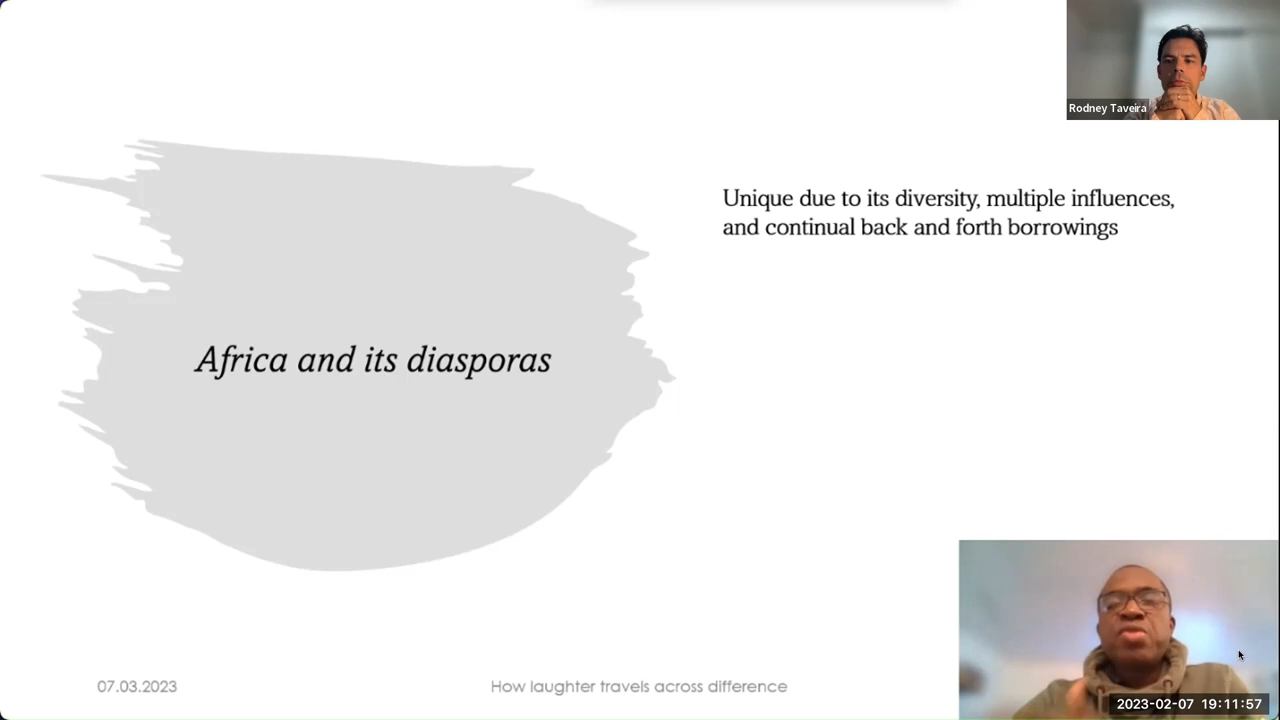 Rodney Taveira
Unique due to its diversity, multiple influences,
and continual back and forth borrowings
Africa and its diasporas
07.03.2023
How laughter travels across difference
2023-02-07 19:11:57